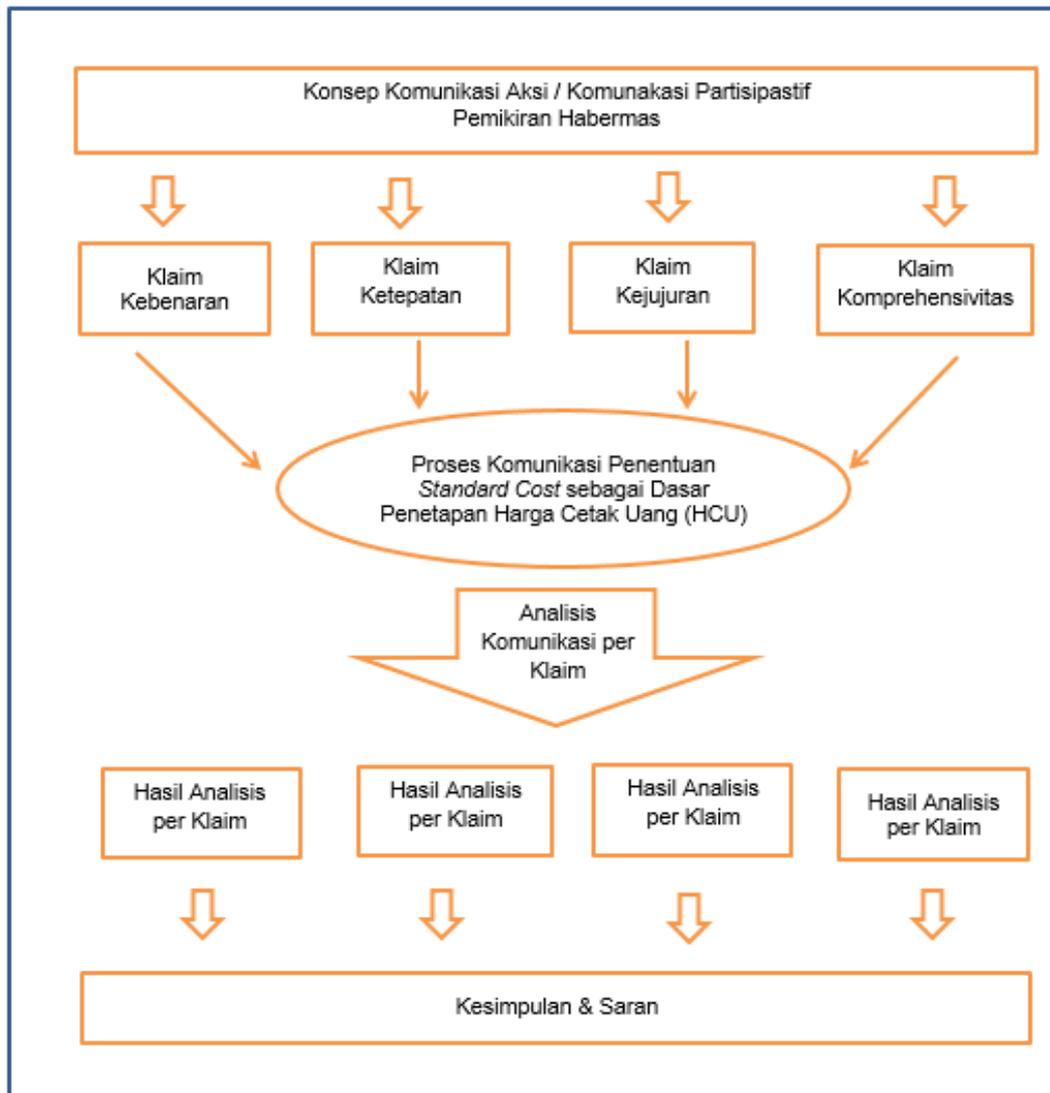 Konsep Komunikasi Aksi / Komunakasi Partisipastif
Pemikiran Habermas
Klaim
Kebenaran
Klaim
Ketepatan
Klaim
Kejujuran
Klaim
Komprehensivitas
Proses Komunikasi Penentuan
Standard Cost sebagai Dasar
Penetapan Harga Cetak Uang (HCU)
Analisis
Komunikasi per
Klaim
Hasil Analisis
per Klaim
Hasil Analisis
per Klaim
Hasil Analisis
per Klaim
Hasil Analisis
per Klaim
Kesimpulan & Saran